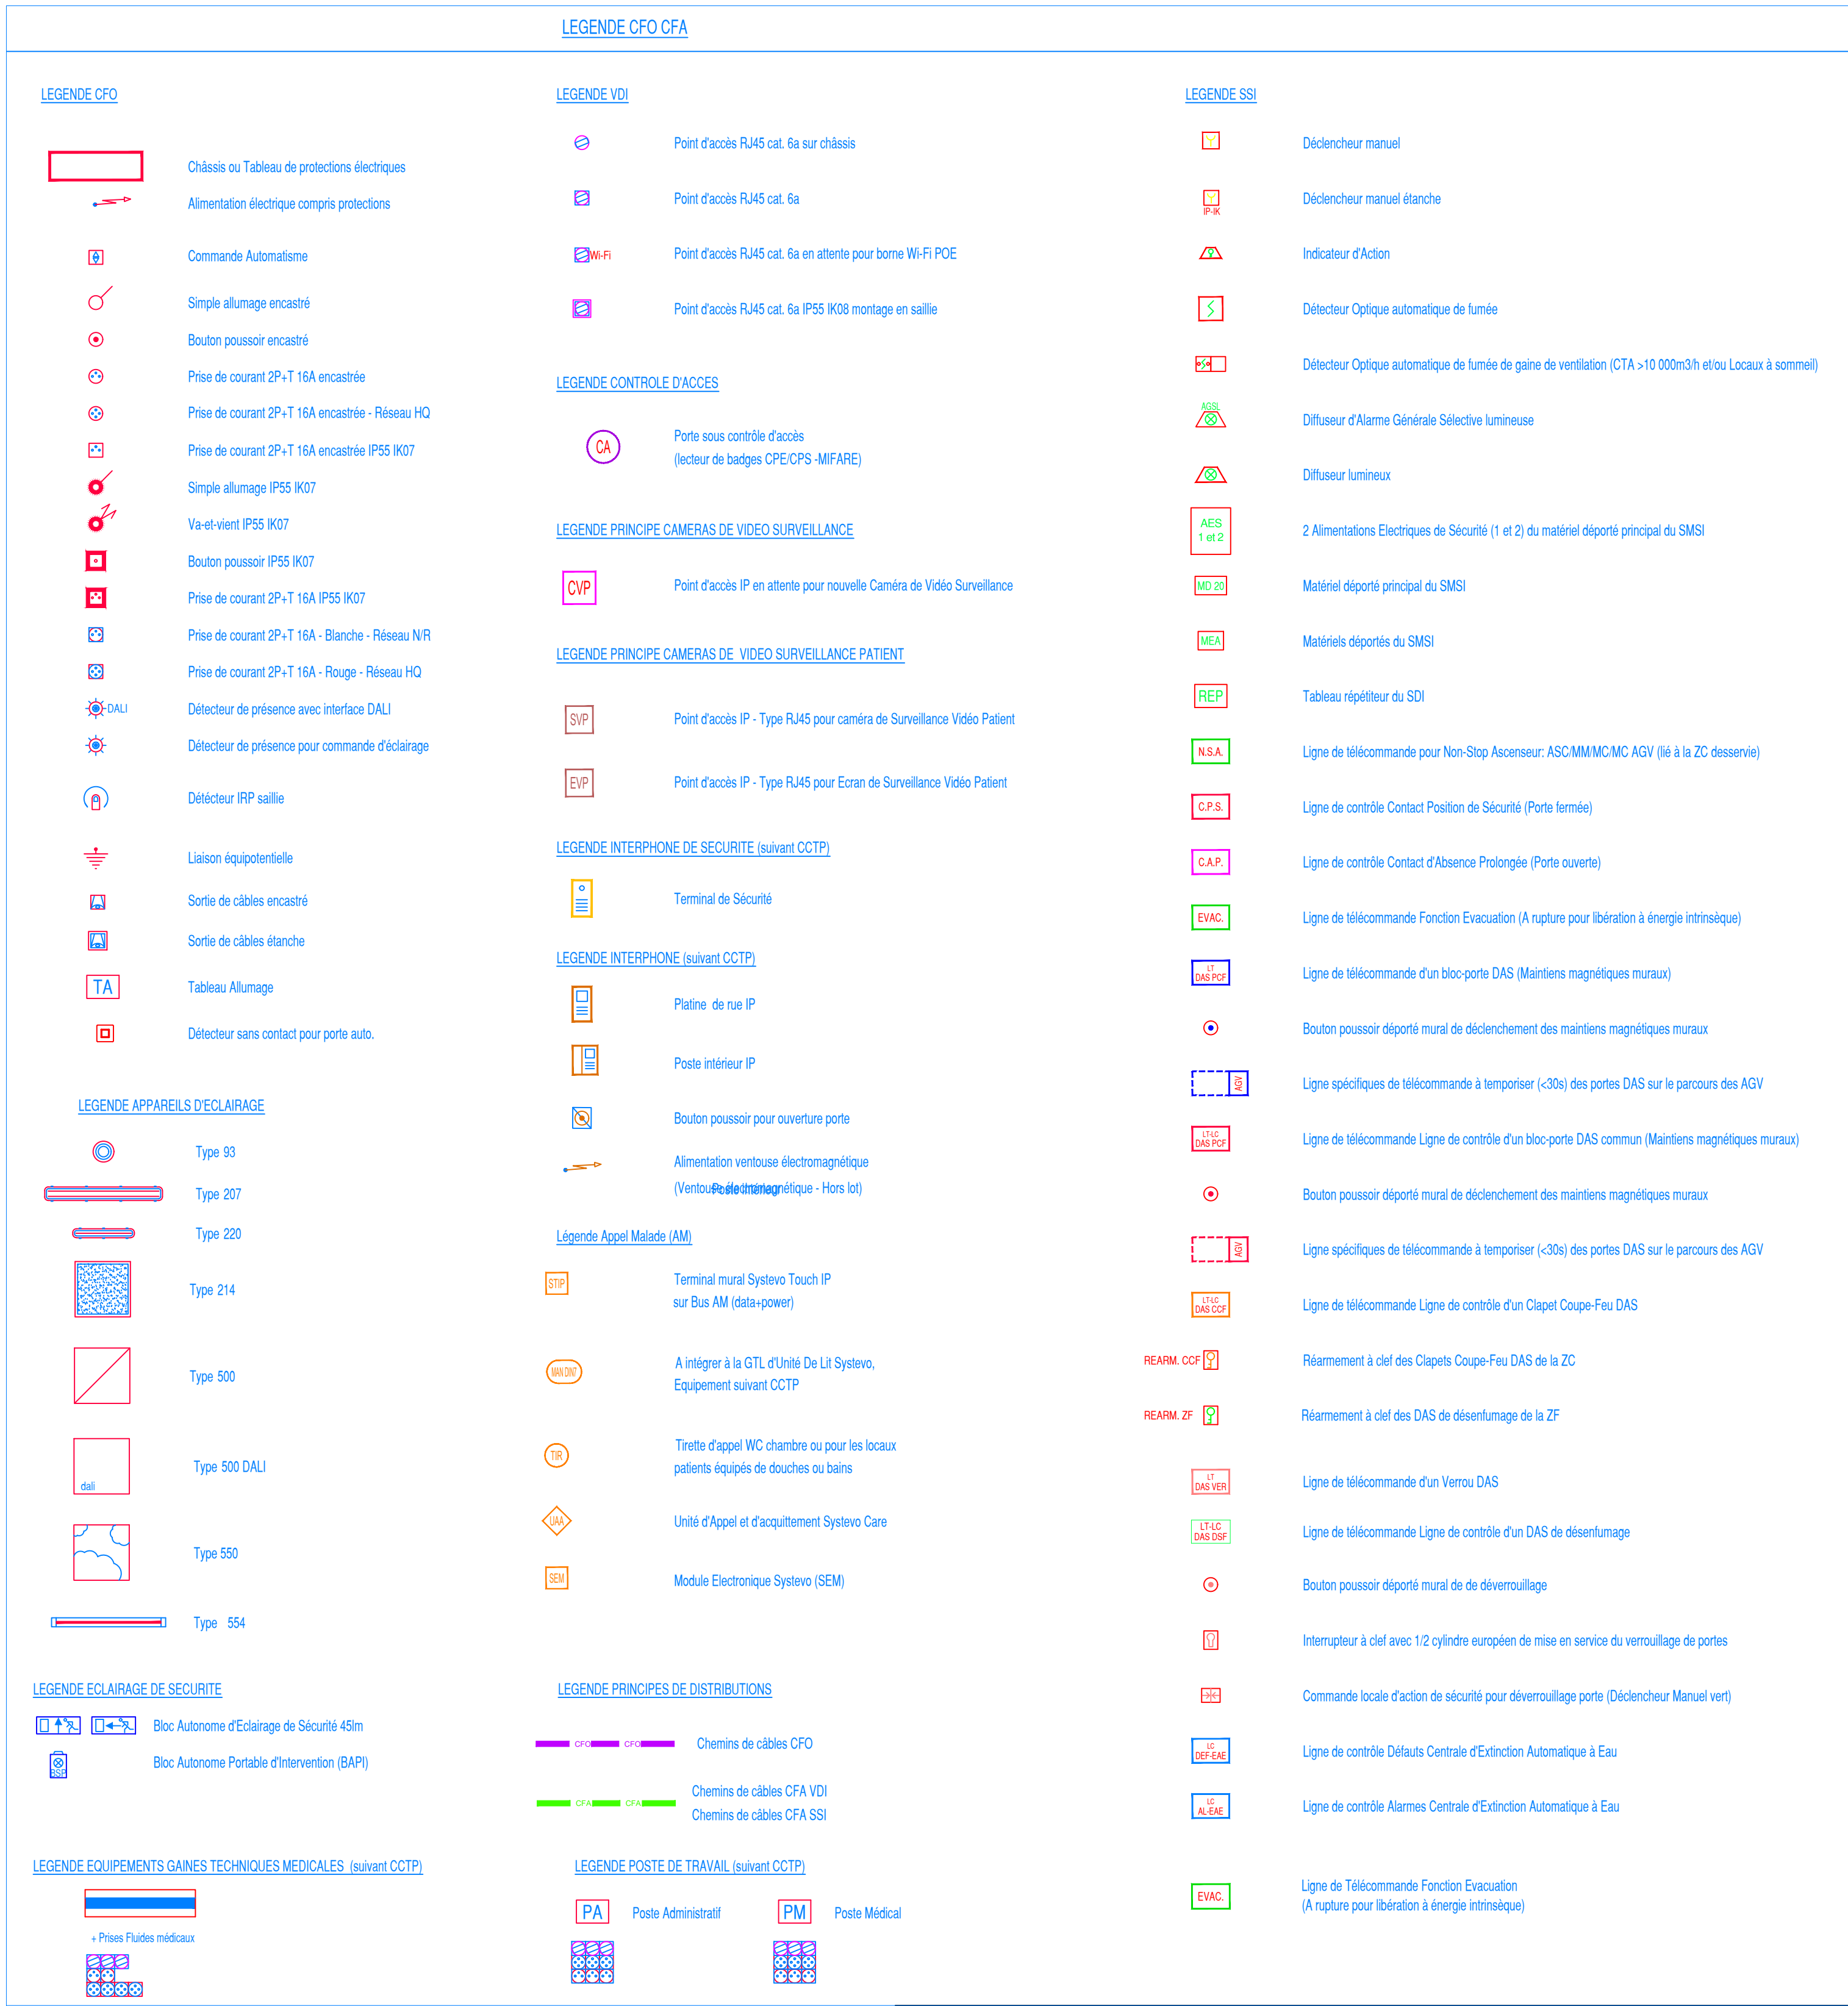 LEGENDE CFO CFA
LEGENDE CFO
Châssis ou Tableau de protections électriques
Alimentation électrique compris protections
Commande Automatisme
Simple allumage encastré
Bouton poussoir encastré
Prise de courant 2P+T 16A encastrée
Prise de courant 2P+T 16A encastrée - Réseau HQ
Prise de courant 2P+T 16A encastrée IP55 IK07
Simple allumage IP55 IK07
Va-et-vient IP55 IK07
Bouton poussoir IP55 IK07
Prise de courant 2P+T 16A IP55 IK07
Prise de courant 2P+T 16A - Blanche - Réseau N/R
Prise de courant 2P+T 16A - Rouge - Réseau HQ
DALI Détecteur de présence avec interface DALI
Détecteur de présence pour commande d'éclairage
Détécteur IRP saillie
Liaison équipotentielle
Sortie de câbles encastré
Sortie de câbles étanche
TA Tableau Allumage
Détecteur sans contact pour porte auto.
LEGENDE APPAREILS D'ECLAIRAGE
Type 93
Type 207
Type 220
Type 214
Type 500
dali Type 500 DALI
Type 550
Type 554
LEGENDE ECLAIRAGE DE SECURITE
Bloc Autonome d'Eclairage de Sécurité 45lm
BSP Bloc Autonome Portable d'Intervention (BAPI)
LEGENDE EQUIPEMENTS GAINES TECHNIQUES MEDICALES (suivant CCTP)
+ Prises Fluides médicaux
LEGENDE VDI
Point d'accès RJ45 cat. 6a sur châssis
Point d'accès RJ45 cat. 6a
Wi-Fi Point d'accès RJ45 cat. 6a en attente pour borne Wi-Fi POE
Point d'accès RJ45 cat. 6a IP55 IK08 montage en saillie
LEGENDE CONTROLE D'ACCES
CA Porte sous contrôle d'accès
(lecteur de badges CPE/CPS -MIFARE)
LEGENDE PRINCIPE CAMERAS DE VIDEO SURVEILLANCE
CVP Point d'accès IP en attente pour nouvelle Caméra de Vidéo Surveillance
LEGENDE PRINCIPE CAMERAS DE VIDEO SURVEILLANCE PATIENT
SVP Point d'accès IP - Type RJ45 pour caméra de Surveillance Vidéo Patient
EVP Point d'accès IP - Type RJ45 pour Ecran de Surveillance Vidéo Patient
LEGENDE INTERPHONE DE SECURITE (suivant CCTP)
Terminal de Sécurité
LEGENDE INTERPHONE (suivant CCTP)
Platine de rue IP
Poste intérieur IP
Bouton poussoir pour ouverture porte
Alimentation ventouse électromagnétique
(Ventouse électromagnétique - Hors lot)
Poste intérieur
Légende Appel Malade (AM)
STIP Terminal mural Systevo Touch IP
sur Bus AM (data+power)
MAN DIN7 A intégrer à la GTL d'Unité De Lit Systevo,
Equipement suivant CCTP
TIR Tirette d'appel WC chambre ou pour les locaux
patients équipés de douches ou bains
UAA Unité d'Appel et d'acquittement Systevo Care
SEM Module Electronique Systevo (SEM)
LEGENDE PRINCIPES DE DISTRIBUTIONS
CFO CFO Chemins de câbles CFO
Chemins de câbles CFA VDI
CFA CFA
Chemins de câbles CFA SSI
LEGENDE POSTE DE TRAVAIL (suivant CCTP)
PA Poste Administratif PM Poste Médical
LEGENDE SSI
Déclencheur manuel
Déclencheur manuel étanche
IP-IK
Indicateur d'Action
Détecteur Optique automatique de fumée
Détecteur Optique automatique de fumée de gaine de ventilation (CTA >10 000m3/h et/ou Locaux à sommeil)
AGSL
Diffuseur d'Alarme Générale Sélective lumineuse
Diffuseur lumineux
AES
1 et 2
2 Alimentations Electriques de Sécurité (1 et 2) du matériel déporté principal du SMSI
MD 20 Matériel déporté principal du SMSI
MEA Matériels déportés du SMSI
REP Tableau répétiteur du SDI
N.S.A. Ligne de télécommande pour Non-Stop Ascenseur: ASC/MM/MC/MC AGV (lié à la ZC desservie)
C.P.S. Ligne de contrôle Contact Position de Sécurité (Porte fermée)
C.A.P. Ligne de contrôle Contact d'Absence Prolongée (Porte ouverte)
EVAC. Ligne de télécommande Fonction Evacuation (A rupture pour libération à énergie intrinsèque)
LT
DAS PCF
Ligne de télécommande d'un bloc-porte DAS (Maintiens magnétiques muraux)
Bouton poussoir déporté mural de déclenchement des maintiens magnétiques muraux
AGV Ligne spécifiques de télécommande à temporiser (<30s) des portes DAS sur le parcours des AGV
LT-LC
DAS PCF
Ligne de télécommande Ligne de contrôle d'un bloc-porte DAS commun (Maintiens magnétiques muraux)
Bouton poussoir déporté mural de déclenchement des maintiens magnétiques muraux
AGV Ligne spécifiques de télécommande à temporiser (<30s) des portes DAS sur le parcours des AGV
LT-LC
DAS CCF
Ligne de télécommande Ligne de contrôle d'un Clapet Coupe-Feu DAS
REARM. CCF Réarmement à clef des Clapets Coupe-Feu DAS de la ZC
REARM. ZF Réarmement à clef des DAS de désenfumage de la ZF
LT
DAS VER
Ligne de télécommande d'un Verrou DAS
LT-LC
DAS DSF
Ligne de télécommande Ligne de contrôle d'un DAS de désenfumage
Bouton poussoir déporté mural de de déverrouillage
Interrupteur à clef avec 1/2 cylindre européen de mise en service du verrouillage de portes
Commande locale d'action de sécurité pour déverrouillage porte (Déclencheur Manuel vert)
LC
DEF-EAE
Ligne de contrôle Défauts Centrale d'Extinction Automatique à Eau
LC
AL-EAE
Ligne de contrôle Alarmes Centrale d'Extinction Automatique à Eau
EVAC. Ligne de Télécommande Fonction Evacuation
(A rupture pour libération à énergie intrinsèque)